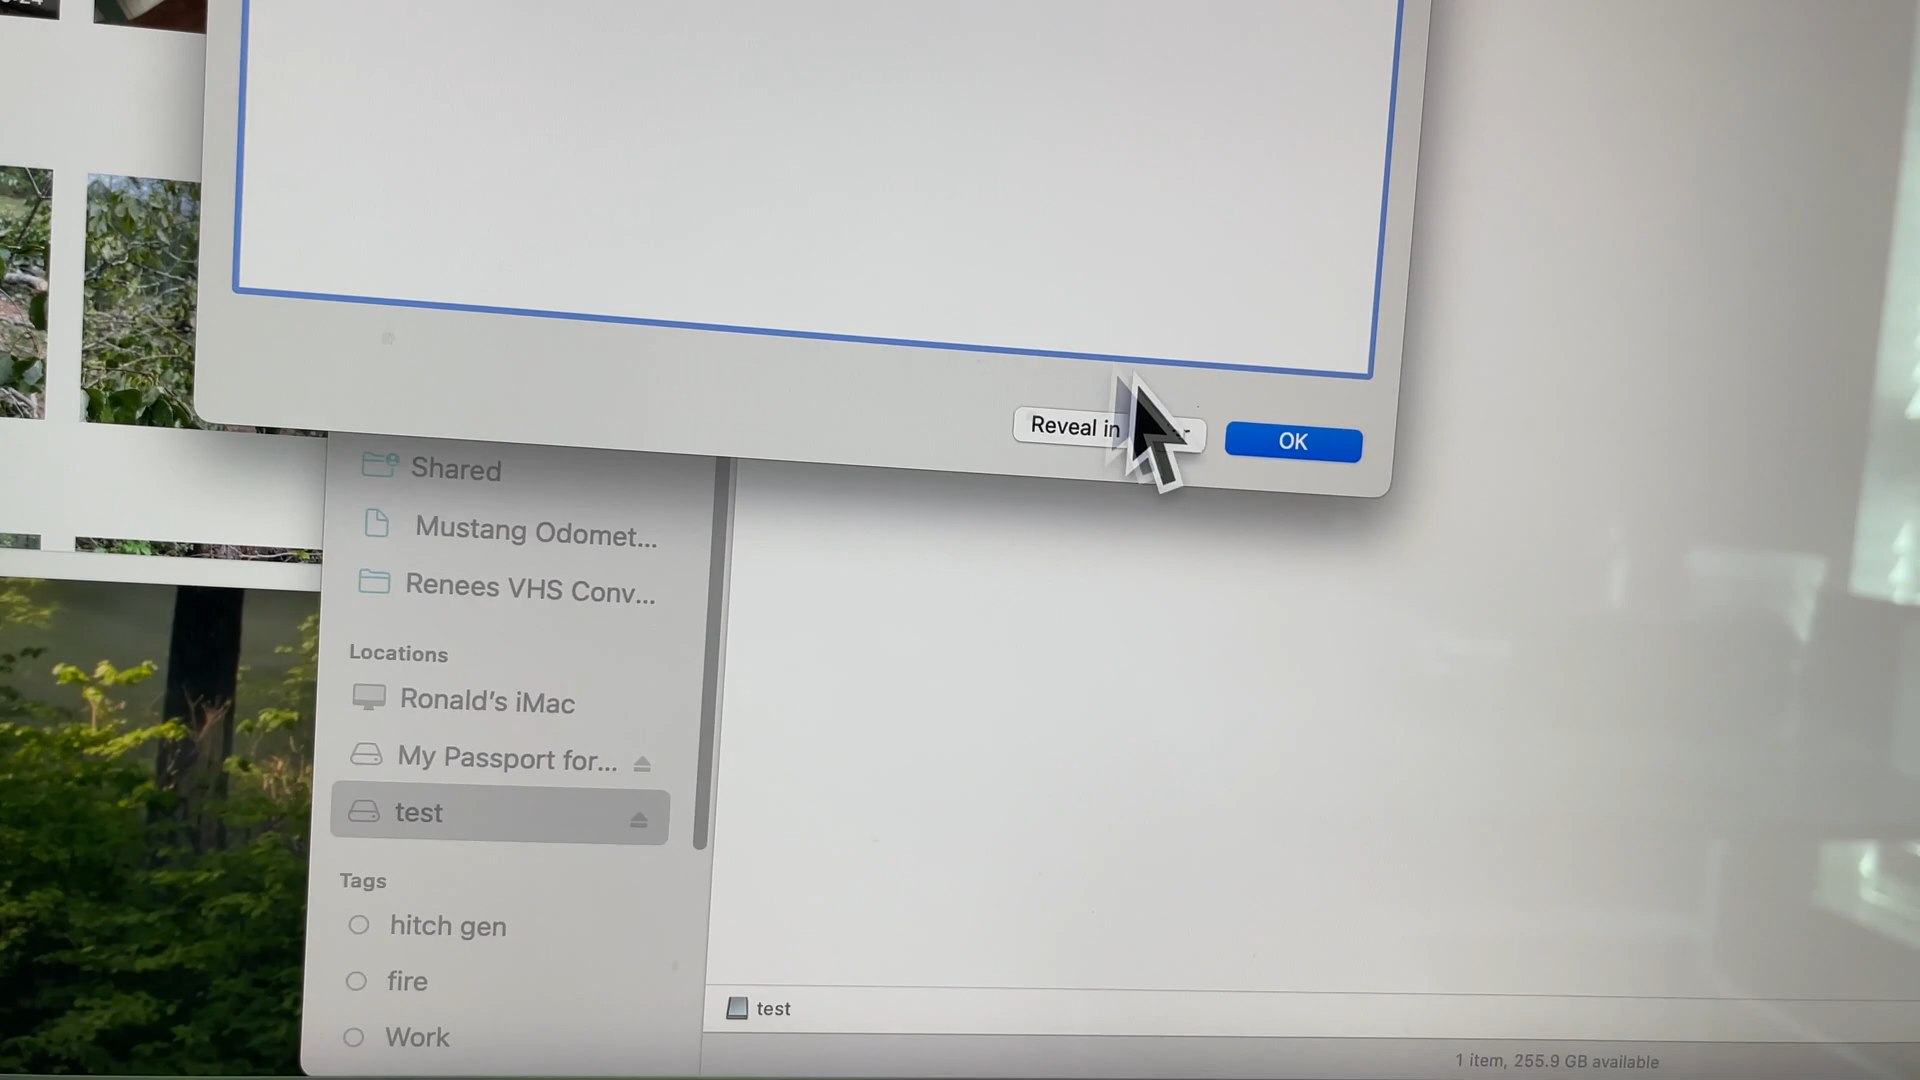 Reveal in
OK
Shared
Mustang Odomet...
Renees VHS Conv...
Locations
Ronald's iMac
My Passport for...
test
Tags
hitch gen
fire
Work
test
1 item, 255.9 GB available